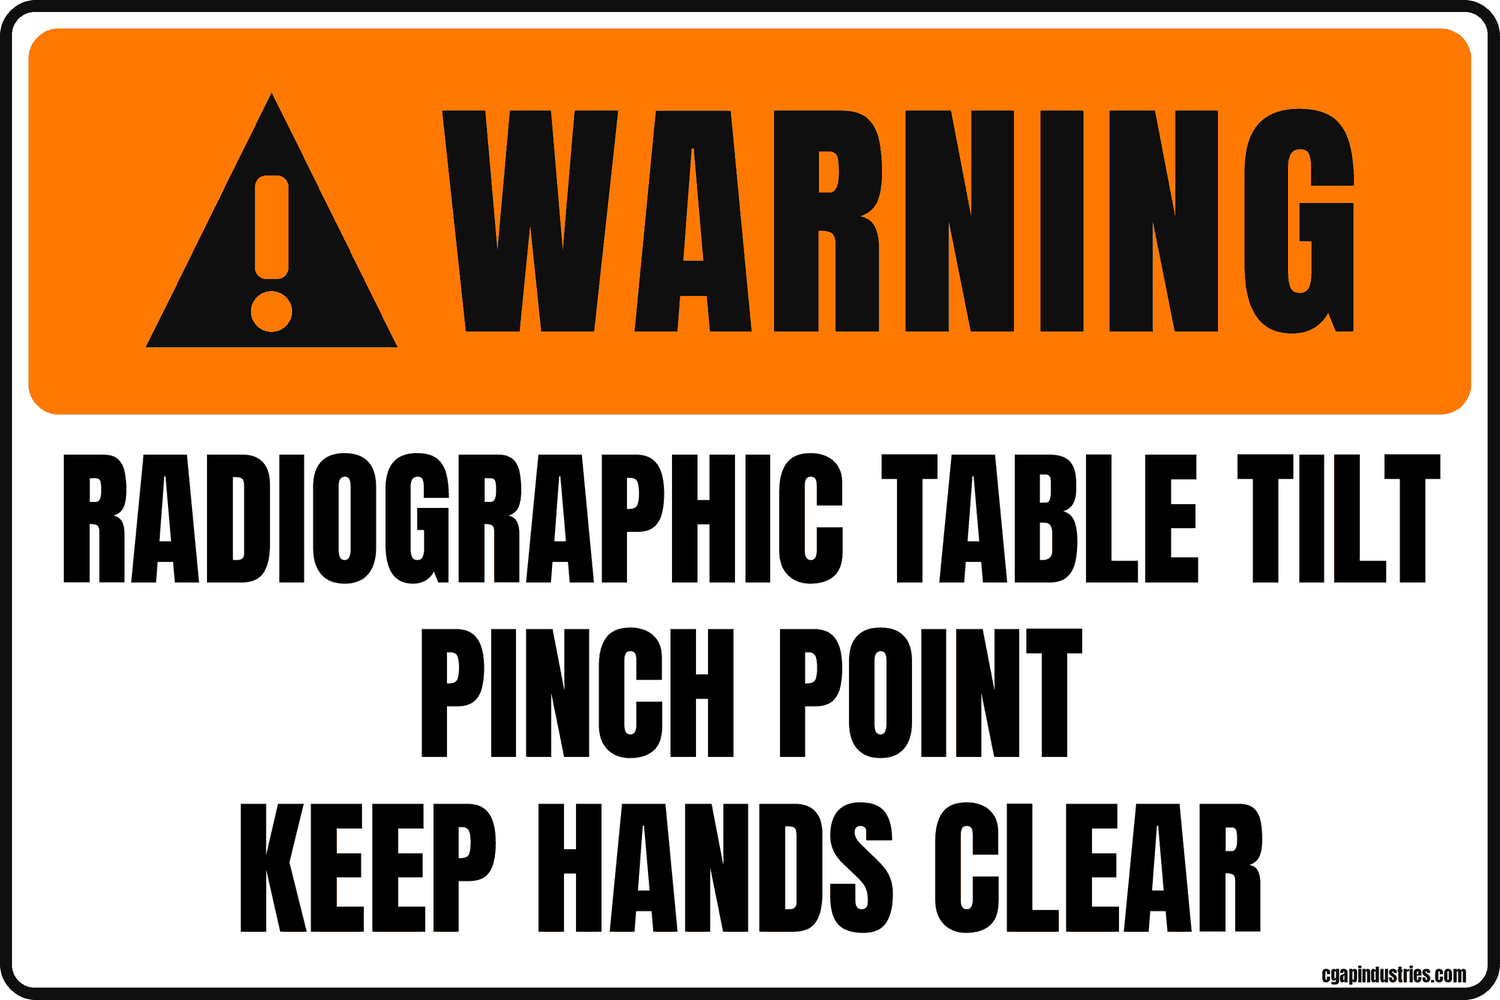 WARNING
RADIOGRAPHIC TABLE TILT
PINCH POINT
KEEP HANDS CLEAR
cgapindustries.com